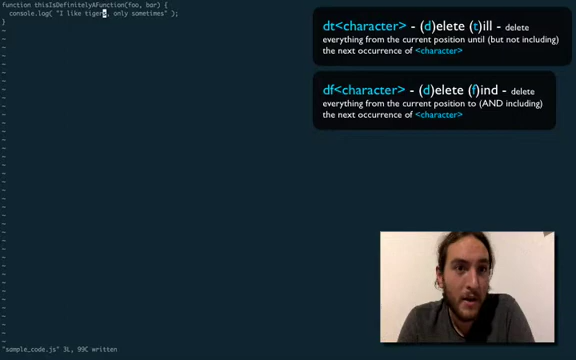 function thisIsDefinitelyAFunction(foo, bar) {
console.log( "I like tigers, only sometimes" );
}
dt<character> - (d)elete (t)ill - delete
everything from the current position until (but not including)
the next occurrence of <character>
df<character> - (d)elete (f)ind - delete
everything from the current position to (AND including)
the next occurrence of <character>
"sample_code.js" 3L, 99C written